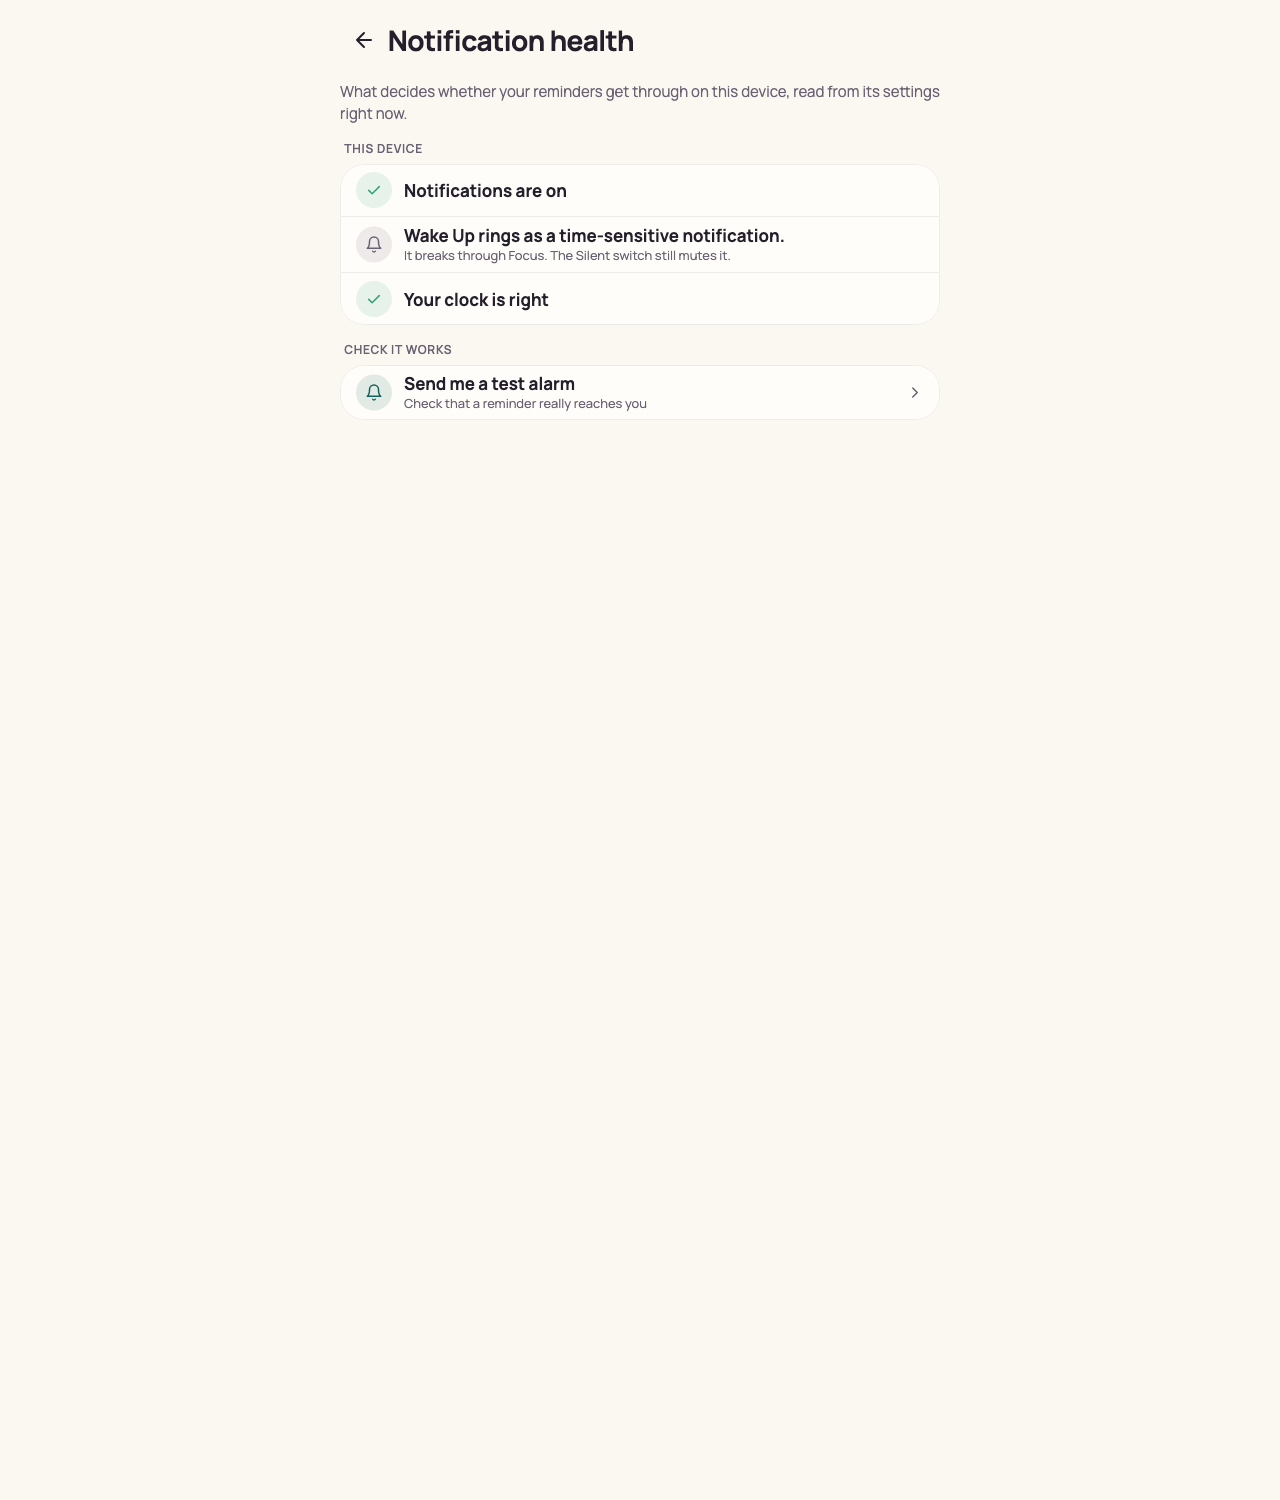 Notification health
What decides whether your reminders get through on this device, read from its settings
right now.
THIS DEVICE
Notifications are on
Wake Up rings as a time-sensitive notification.
It breaks through Focus. The Silent switch still mutes it.
Your clock is right
CHECK IT WORKS
Send me a test alarm
Check that a reminder really reaches you